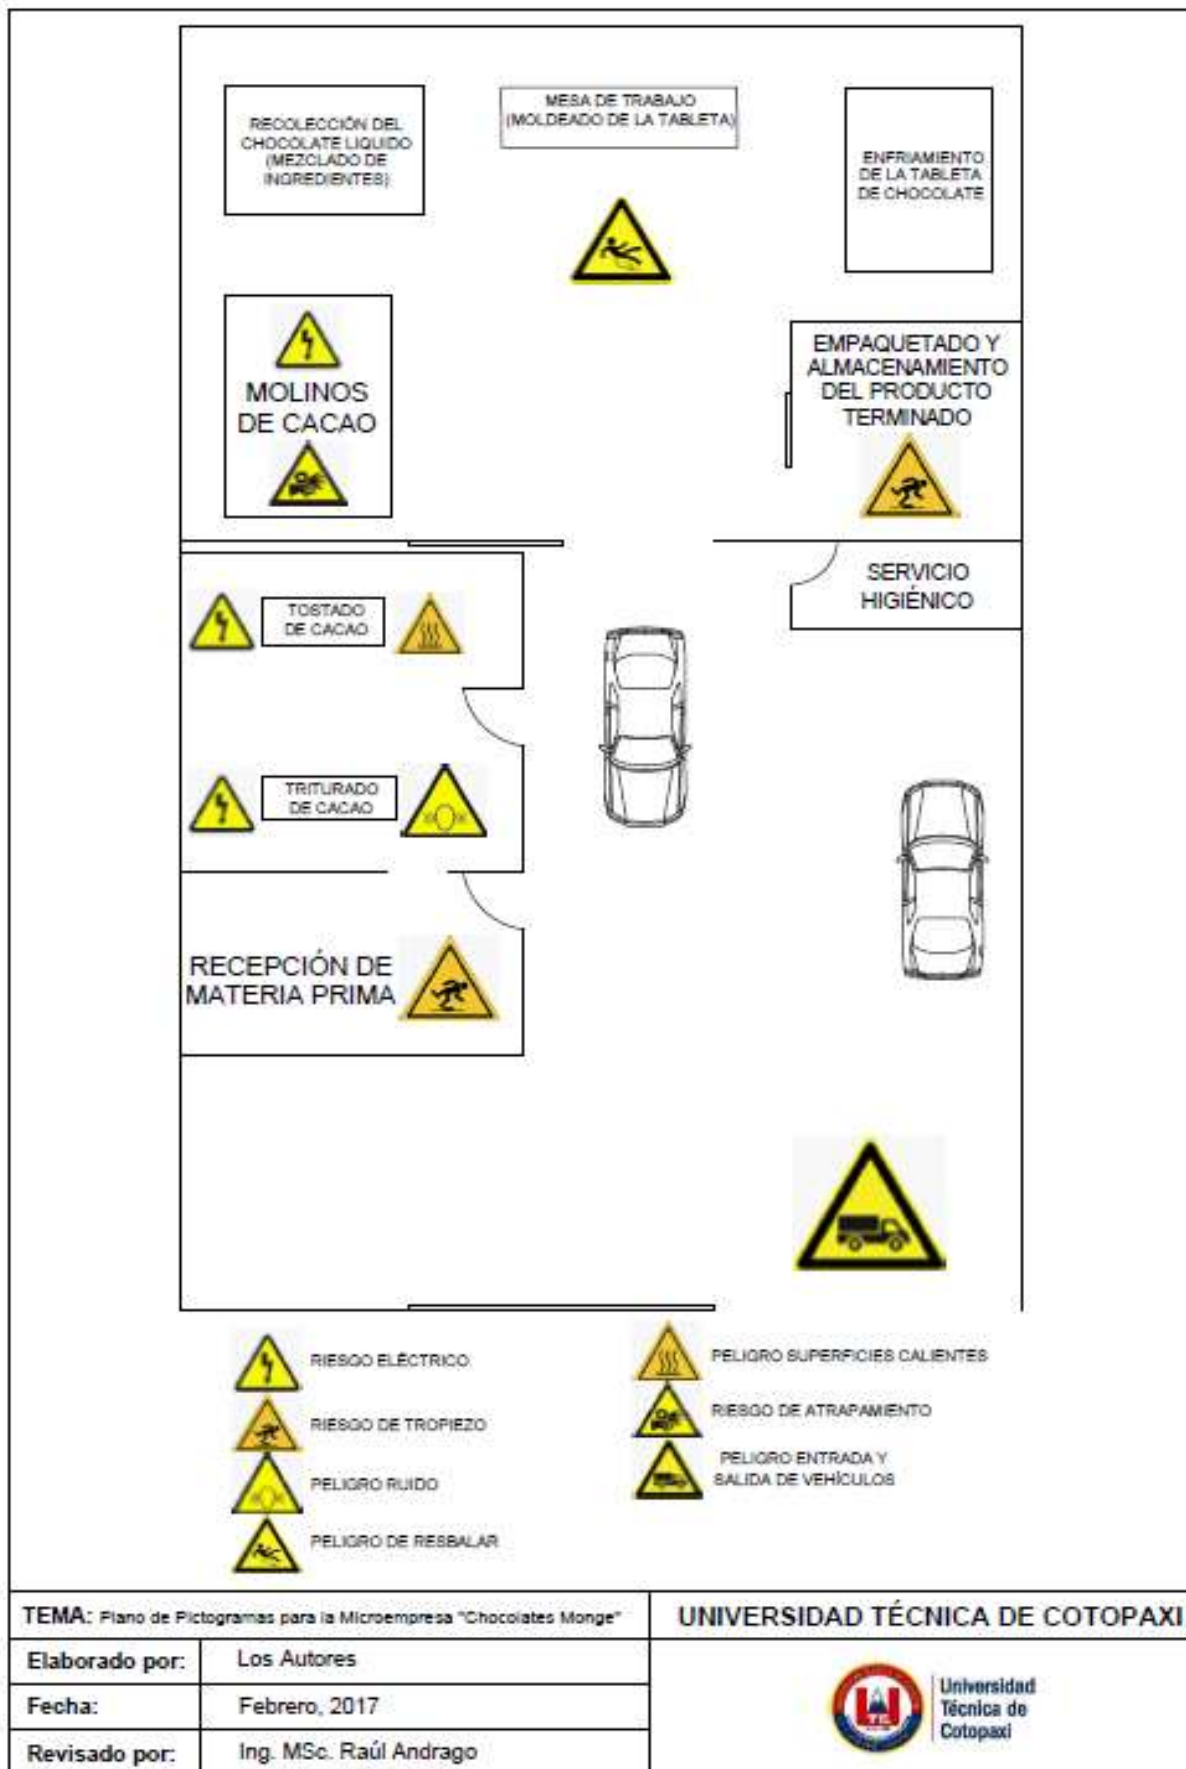 RECOLECCIÓN DEL
CHOCOLATE LIQUIDO
(MEZCLADO DE
INGREDIENTES)
MESA DE TRABAJO
(MOLDEADO DE LA TABLETA)
ENFRIAMIENTO
DE LA TABLETA
DE CHOCOLATE
MOLINOS
DE CACAO
EMPAQUETADO Y
ALMACENAMIENTO
DEL PRODUCTO
TERMINADO
TOSTADO
DE CACAO
SERVICIO
HIGIÉNICO
TRITURADO
DE CACAO
RECEPCIÓN DE
MATERIA PRIMA
RIESGO ELÉCTRICO
RIESGO DE TROPIEZO
PELIGRO RUIDO
PELIGRO DE RESBALAR
PELIGRO SUPERFICIES CALIENTES
RIESGO DE ATRAPAMIENTO
PELIGRO ENTRADA Y
SALIDA DE VEHÍCULOS
TEMA: Plano de Pictogramas para la Microempresa "Chocolates Monge"
Elaborado por: Los Autores
Fecha: Febrero, 2017
Revisado por: Ing. MSc. Raúl Andrago
UNIVERSIDAD TÉCNICA DE COTOPAXI
Universidad
Técnica de
Cotopaxi